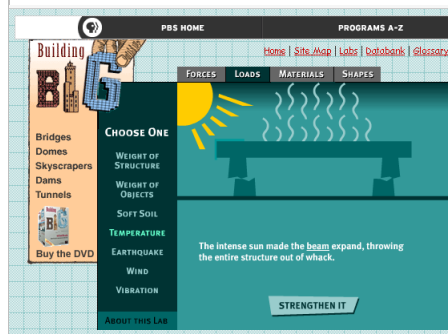 PBS HOME
PROGRAMS A-Z
Building
BIG
Home | Site Map | Labs | Databank | Glossary
FORCES
LOADS
MATERIALS
SHAPES
Bridges
Domes
Skyscrapers
Dams
Tunnels
Buy the DVD
CHOOSE ONE
WEIGHT OF
STRUCTURE
WEIGHT OF
OBJECTS
SOFT SOIL
TEMPERATURE
EARTHQUAKE
WIND
VIBRATION
ABOUT THIS LAB
The intense sun made the beam expand, throwing
the entire structure out of whack.
STRENGTHEN IT